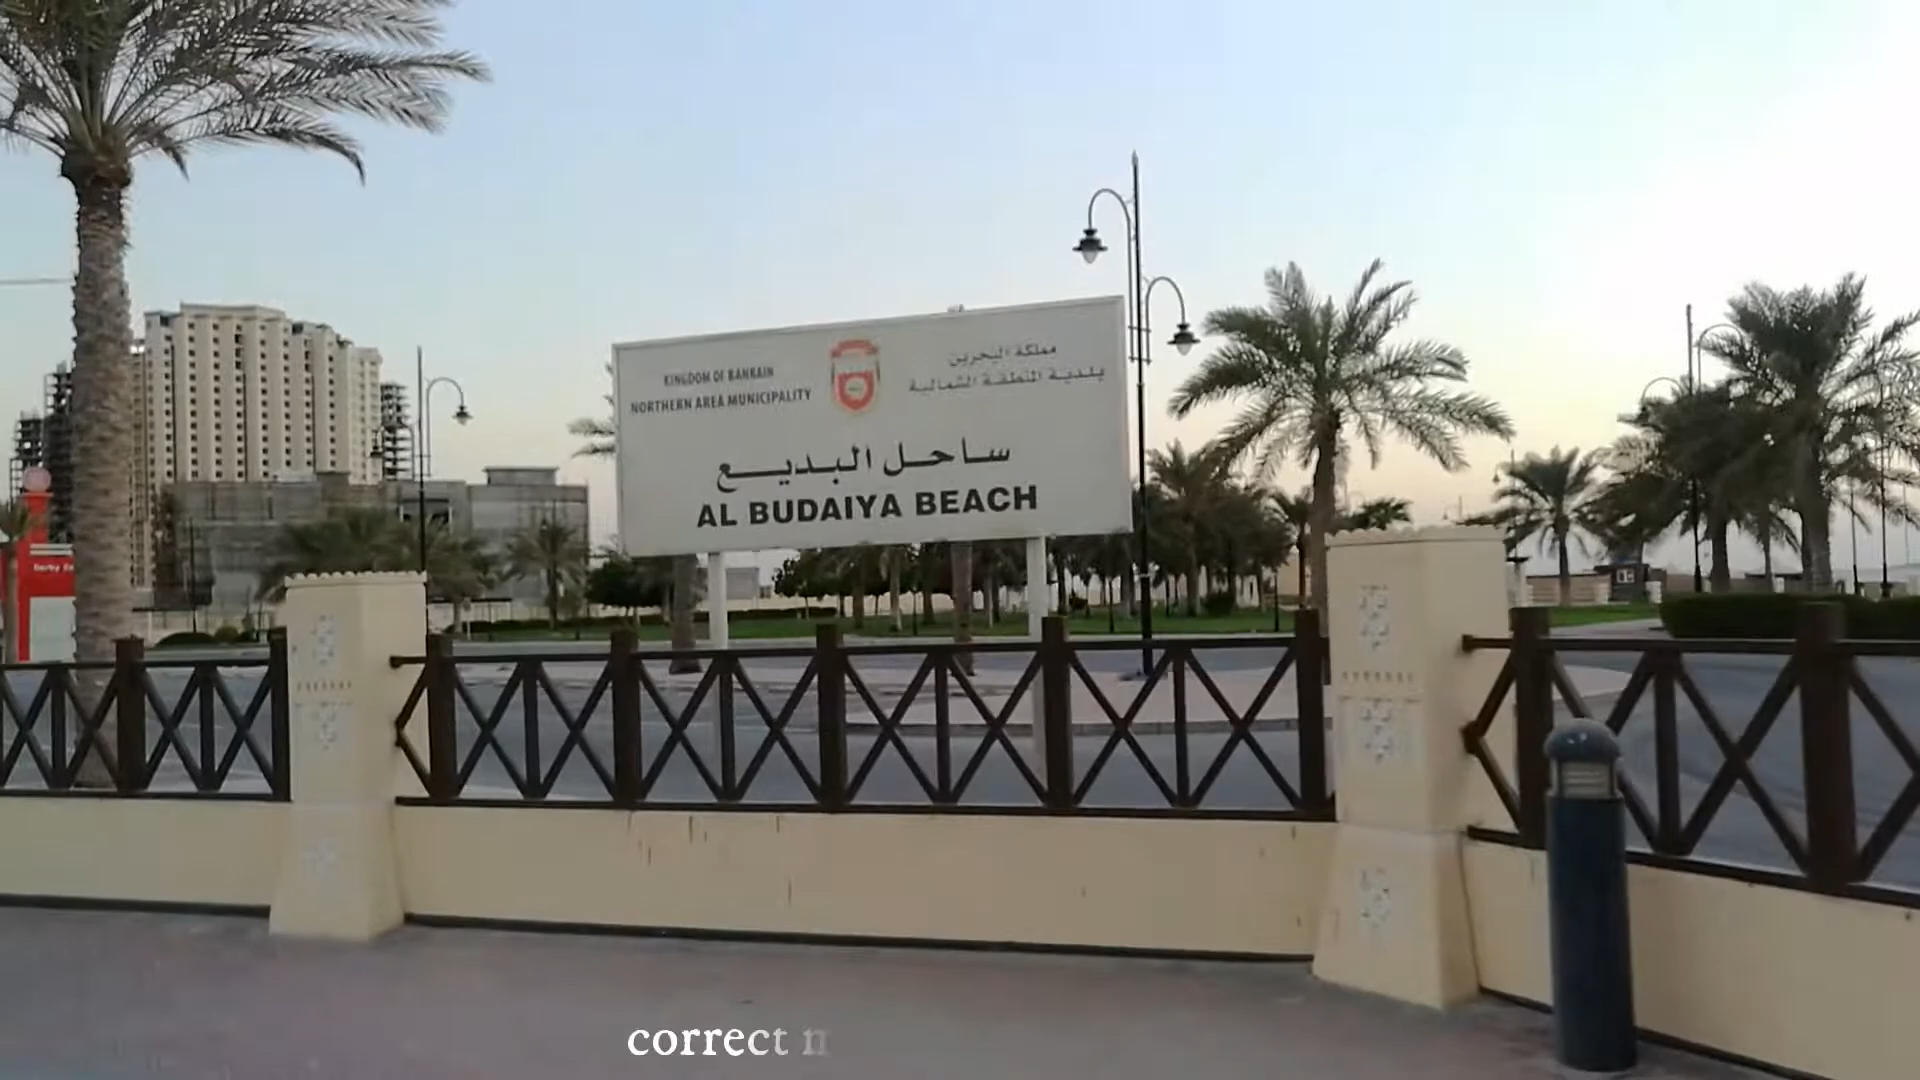 KINGDOM OF BAHRAIN
NORTHERN AREA MUNICIPALITY
مملكة البحرين
بلدية المنطقة الشمالية
ساحل البديع
AL BUDAIYA BEACH
correct